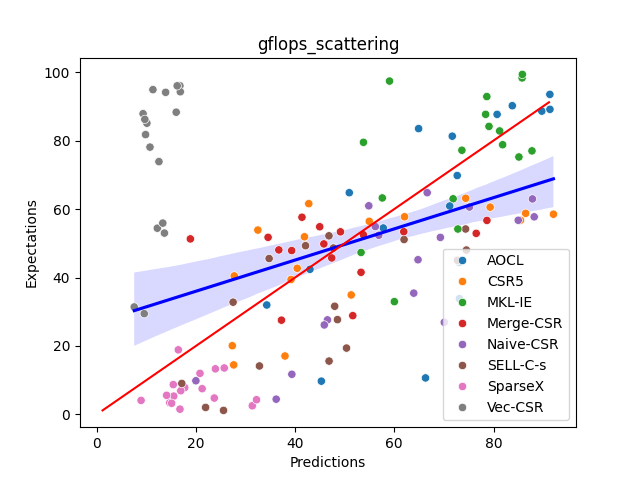 gflops_scattering
Expectations
100
80
60
40
20
0
AOCL
CSR5
MKL-IE
Merge-CSR
Naive-CSR
SELL-C-s
SparseX
Vec-CSR
0 20 40 60 80
Predictions